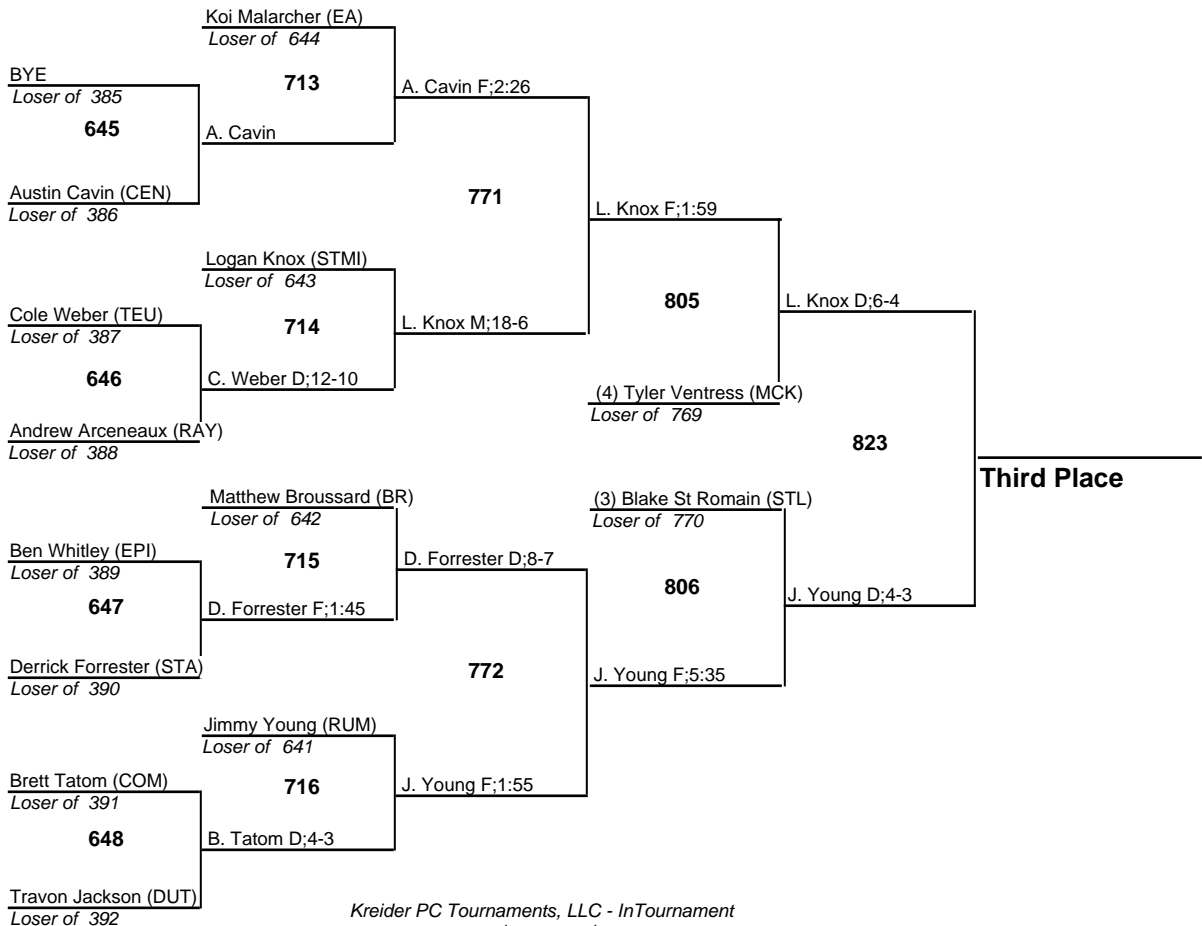 Koi Malarcher (EA)
Loser of 644
BYE
Loser of 385
713
A. Cavin F;2:26
645
A. Cavin
Austin Cavin (CEN)
Loser of 386
771
L. Knox F;1:59
Logan Knox (STMI)
Loser of 643
805
L. Knox D;6-4
Cole Weber (TEU)
Loser of 387
714
L. Knox M;18-6
646
C. Weber D;12-10
(4) Tyler Ventress (MCK)
Loser of 769
Andrew Arceneaux (RAY)
Loser of 388
823
Third Place
Matthew Broussard (BR)
Loser of 642
(3) Blake St Romain (STL)
Loser of 770
Ben Whitley (EPI)
Loser of 389
715
D. Forrester D;8-7
647
D. Forrester F;1:45
806
J. Young D;4-3
Derrick Forrester (STA)
Loser of 390
772
J. Young F;5:35
Jimmy Young (RUM)
Loser of 641
Brett Tatom (COM)
Loser of 391
716
J. Young F;1:55
648
B. Tatom D;4-3
Travon Jackson (DUT)
Loser of 392
Kreider PC Tournaments, LLC - InTournament